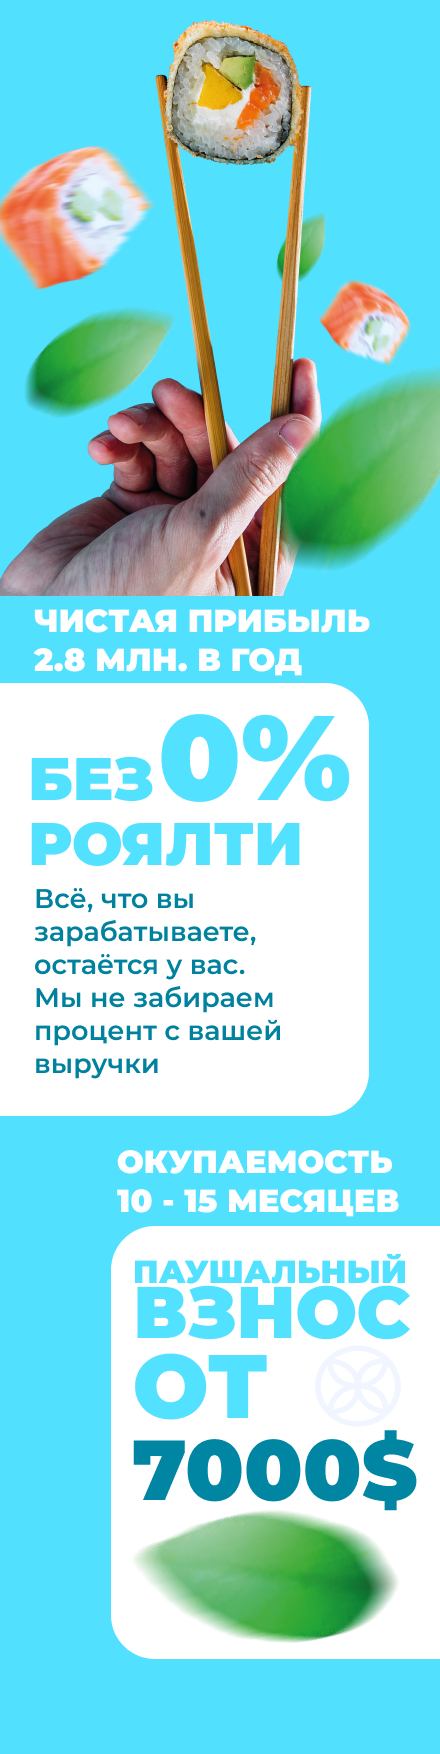 ЧИСТАЯ ПРИБЫЛЬ
2.8 МЛН. В ГОД
БЕЗ 0%
РОЯЛТИ
Всё, что вы
зарабатываете,
остаётся у вас.
Мы не забираем
процент с вашей
выручки
ОКУПАЕМОСТЬ
10 - 15 МЕСЯЦЕВ
ПАУШАЛЬНЫЙ
ВЗНОС
ОТ
7000$